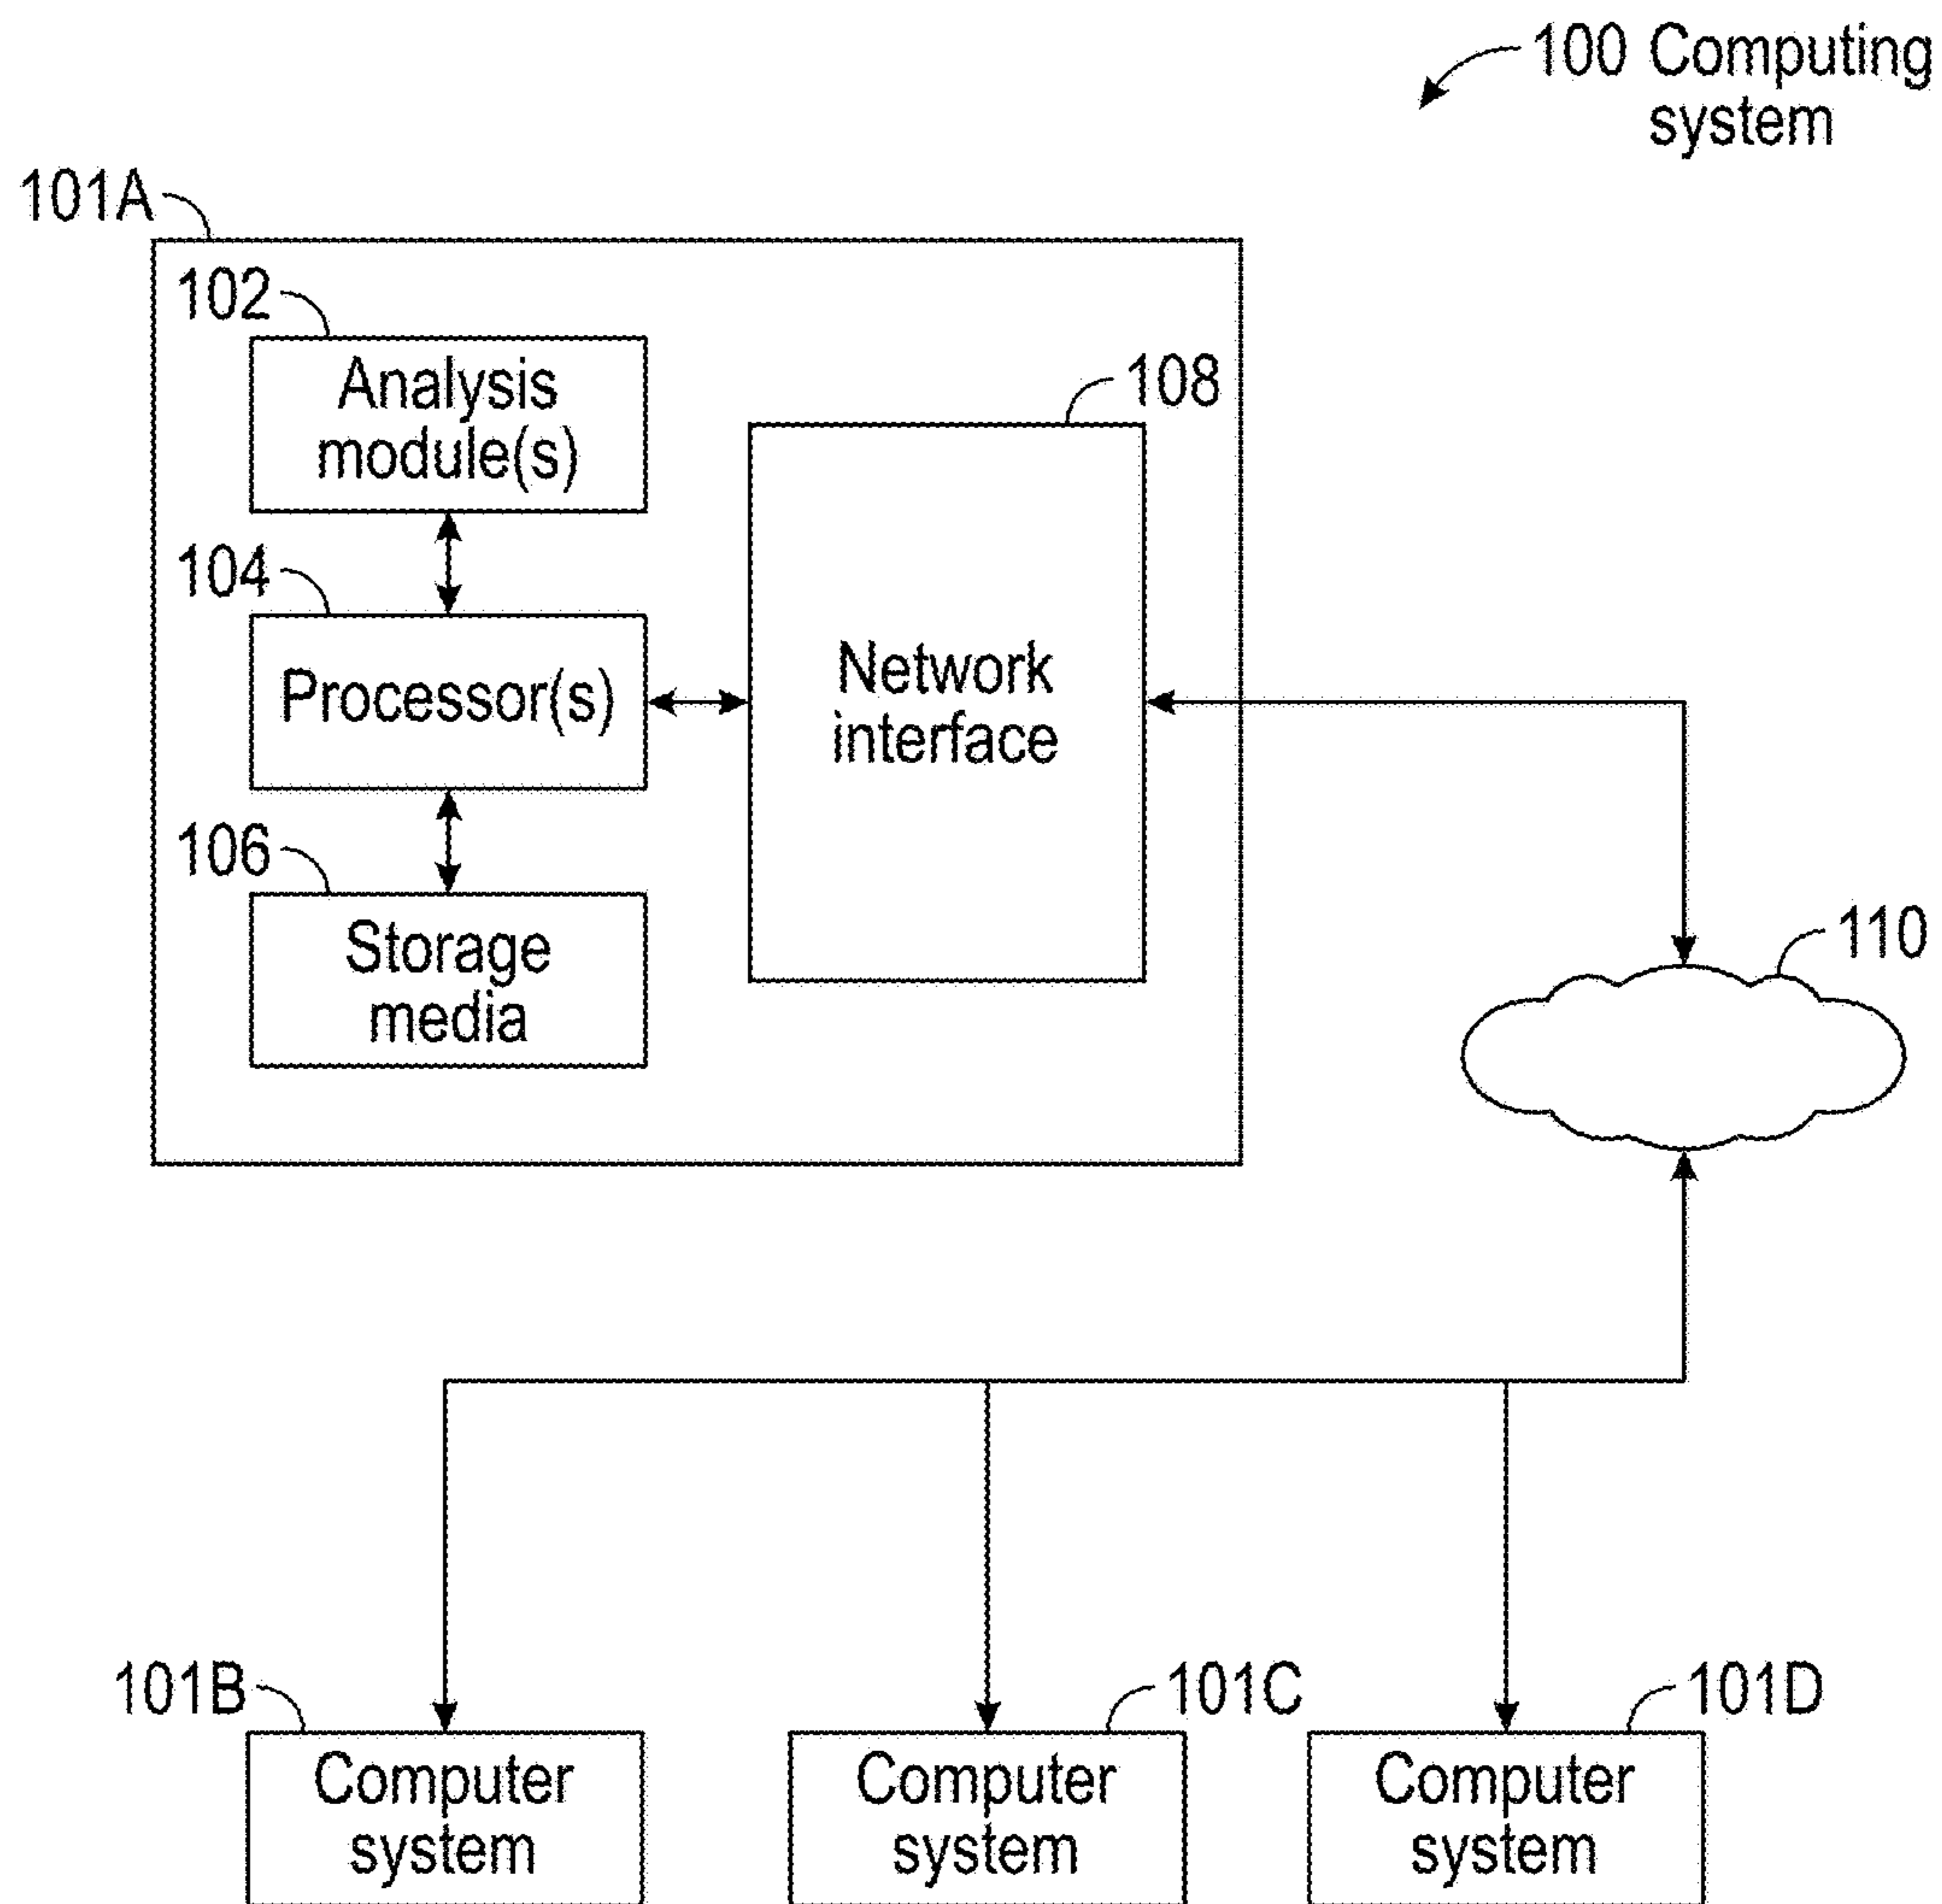 100 Computing
system
101A
102
Analysis
module(s)
108
104
Processor(s)
Network
interface
106
Storage
media
110
101B
101C
101D
Computer
system
Computer
system
Computer
system